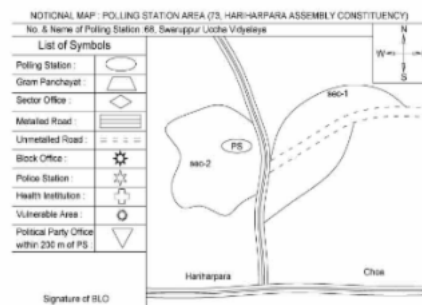 NOTIONAL MAP : POLLING STATION AREA (73, HARIHARPARA ASSEMBLY CONSTITUENCY)
No. & Name of Polling Station :68, Swaruppur Uccha Vidyalaya
List of Symbols
Polling Station :
Gram Panchayat :
Sector Office :
Metalled Road :
Unmetalled Road :
Block Office :
Police Station :
Health Institution :
Vulnerable Area :
Political Party Office
within 200 m of PS :
Signature of BLO
N
W
E
S
sec-1
PS
sec-2
Hariharpara
Choa